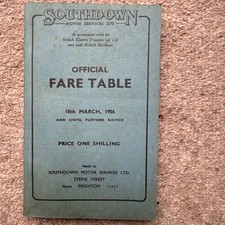 SOUTHDOWN
MOTOR SERVICES LTD.
In association with the
British Electric Traction Co. Ltd
and with British Railways
OFFICIAL
FARE TABLE
18th MARCH, 1956
AND UNTIL FURTHER NOTICE
PRICE ONE SHILLING
Issued by
SOUTHDOWN MOTOR SERVICES LTD.
STEINE STREET
BRIGHTON